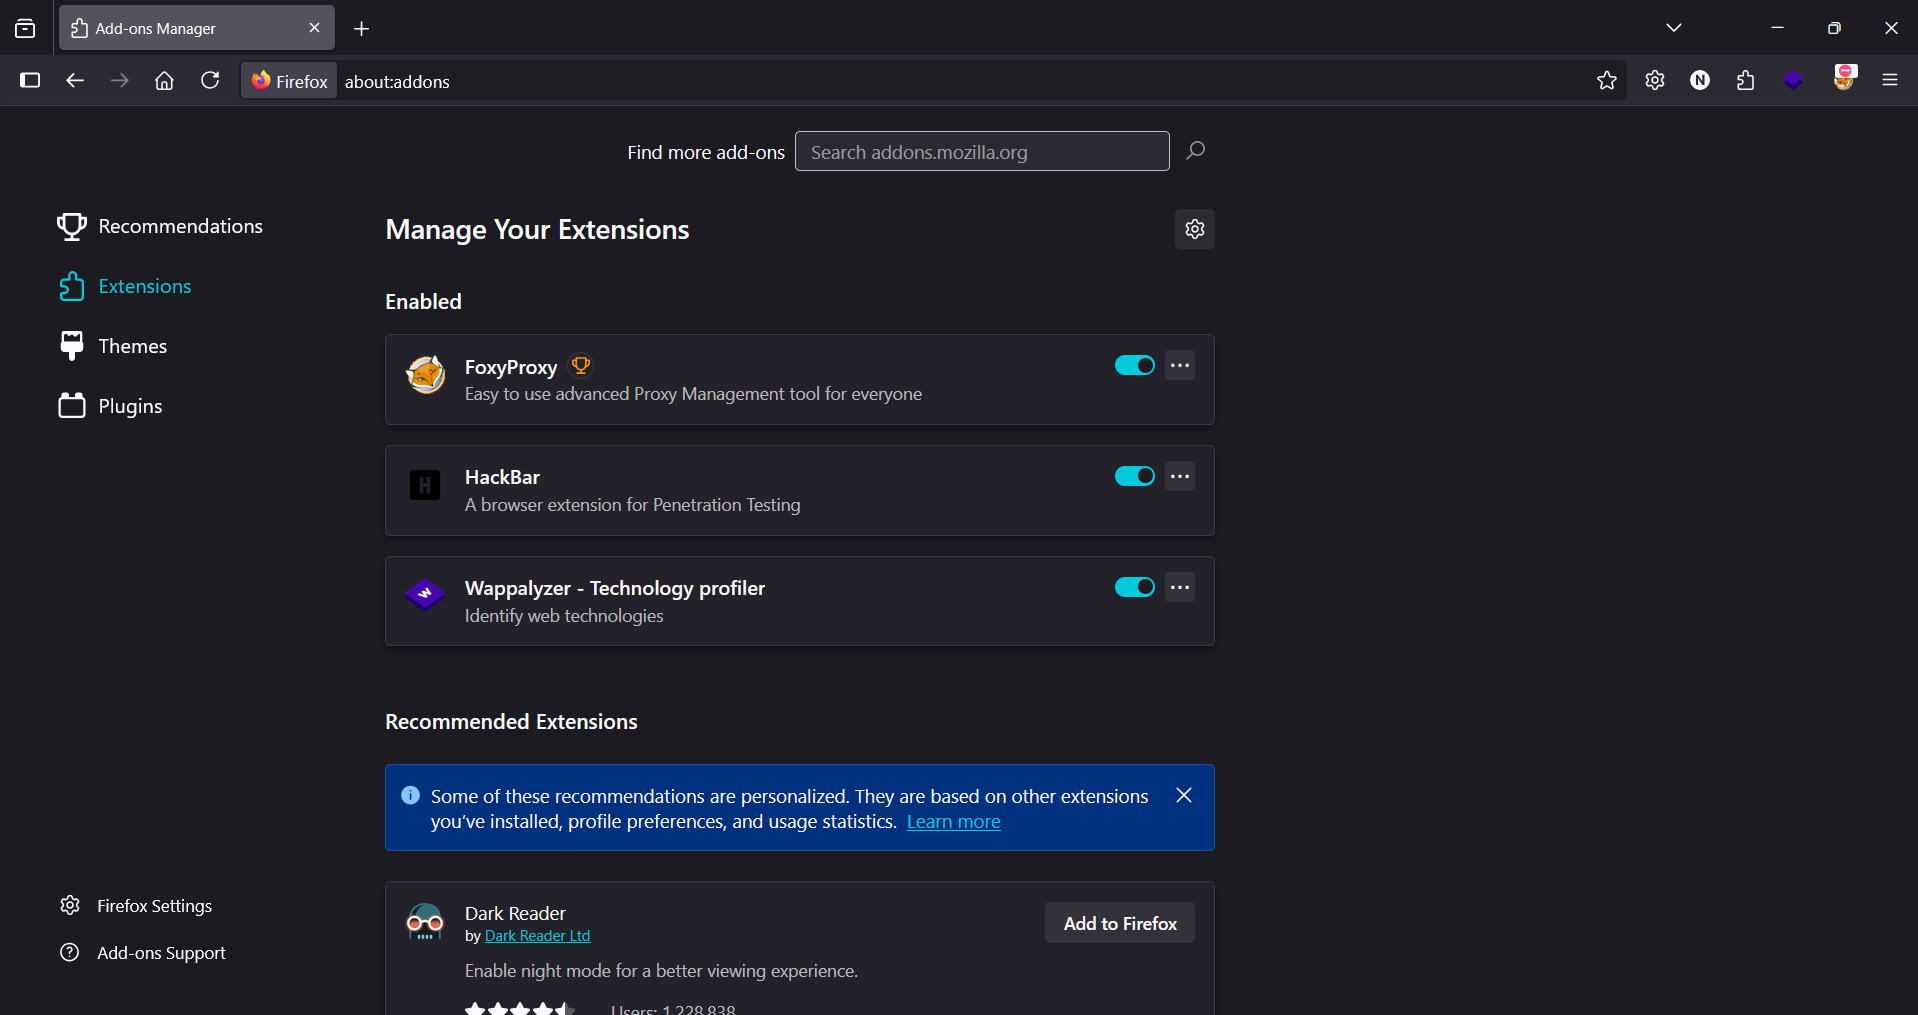 Add-ons Manager
Firefox about:addons
N
Find more add-ons Search addons.mozilla.org
Recommendations
Extensions
Themes
Plugins
Firefox Settings
Add-ons Support
Manage Your Extensions
Enabled
FoxyProxy
Easy to use advanced Proxy Management tool for everyone
H
HackBar
A browser extension for Penetration Testing
W
Wappalyzer - Technology profiler
Identify web technologies
Recommended Extensions
Some of these recommendations are personalized. They are based on other extensions
you've installed, profile preferences, and usage statistics. Learn more
Dark Reader
by Dark Reader Ltd
Add to Firefox
Enable night mode for a better viewing experience.
Users: 1,228,838